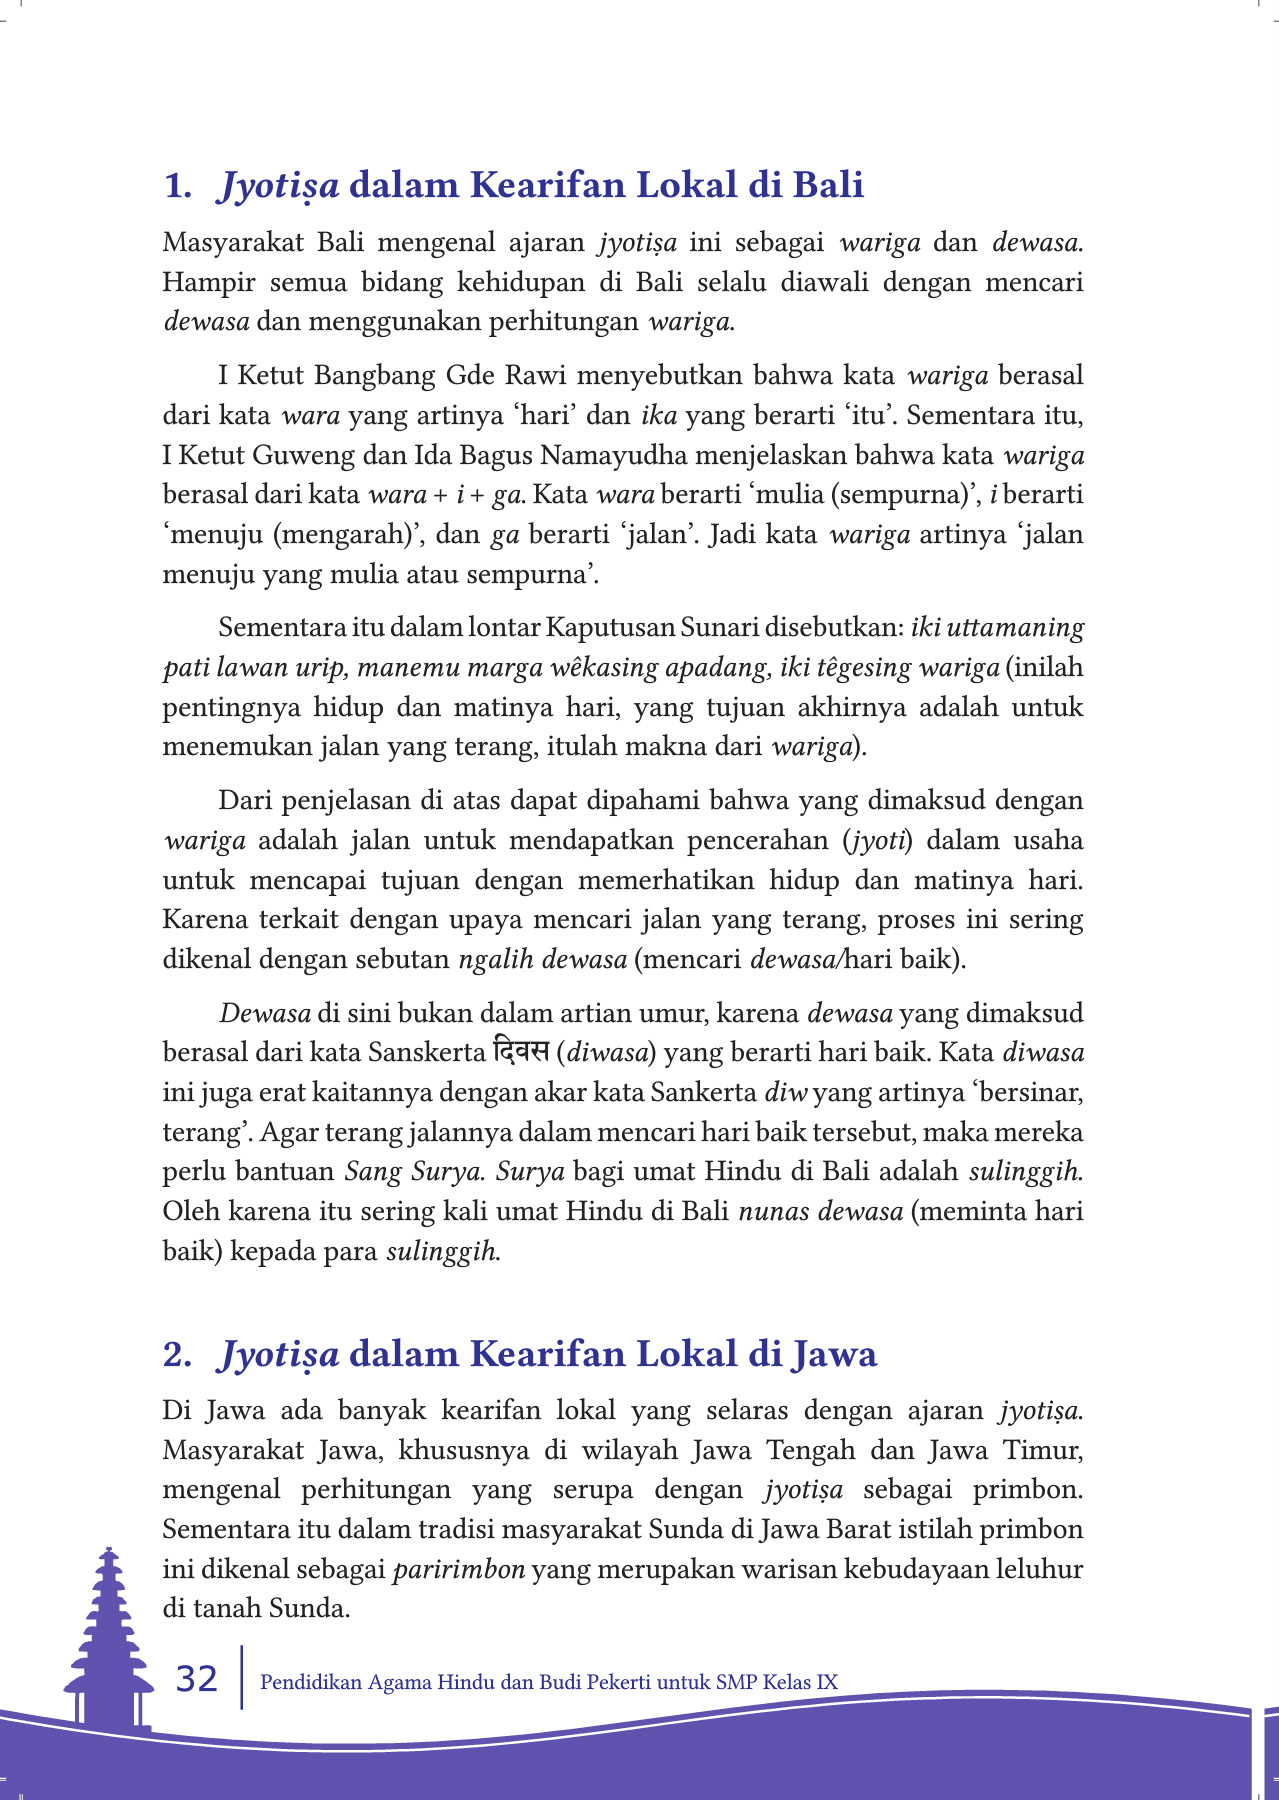 1. Jyotiṣa dalam Kearifan Lokal di Bali
Masyarakat Bali mengenal ajaran jyotiṣa ini sebagai wariga dan dewasa.
Hampir semua bidang kehidupan di Bali selalu diawali dengan mencari
dewasa dan menggunakan perhitungan wariga.
I Ketut Bangbang Gde Rawi menyebutkan bahwa kata wariga berasal
dari kata wara yang artinya ‘hari’ dan ika yang berarti ‘itu’. Sementara itu,
I Ketut Guweng dan Ida Bagus Namayudha menjelaskan bahwa kata wariga
berasal dari kata wara + i + ga. Kata wara berarti ‘mulia (sempurna)’, i berarti
‘menuju (mengarah)’, dan ga berarti ‘jalan’. Jadi kata wariga artinya ‘jalan
menuju yang mulia atau sempurna’.
Sementara itu dalam lontar Kaputusan Sunari disebutkan: iki uttamaning
pati lawan urip, manemu marga wêkasing apadang, iki têgesing wariga (inilah
pentingnya hidup dan matinya hari, yang tujuan akhirnya adalah untuk
menemukan jalan yang terang, itulah makna dari wariga).
Dari penjelasan di atas dapat dipahami bahwa yang dimaksud dengan
wariga adalah jalan untuk mendapatkan pencerahan (jyoti) dalam usaha
untuk mencapai tujuan dengan memerhatikan hidup dan matinya hari.
Karena terkait dengan upaya mencari jalan yang terang, proses ini sering
dikenal dengan sebutan ngalih dewasa (mencari dewasa/hari baik).
Dewasa di sini bukan dalam artian umur, karena dewasa yang dimaksud
berasal dari kata Sanskerta दिवस (diwasa) yang berarti hari baik. Kata diwasa
ini juga erat kaitannya dengan akar kata Sankerta diw yang artinya ‘bersinar,
terang’. Agar terang jalannya dalam mencari hari baik tersebut, maka mereka
perlu bantuan Sang Surya. Surya bagi umat Hindu di Bali adalah sulinggih.
Oleh karena itu sering kali umat Hindu di Bali nunas dewasa (meminta hari
baik) kepada para sulinggih.
2. Jyotiṣa dalam Kearifan Lokal di Jawa
Di Jawa ada banyak kearifan lokal yang selaras dengan ajaran jyotiṣa.
Masyarakat Jawa, khususnya di wilayah Jawa Tengah dan Jawa Timur,
mengenal perhitungan yang serupa dengan jyotiṣa sebagai primbon.
Sementara itu dalam tradisi masyarakat Sunda di Jawa Barat istilah primbon
ini dikenal sebagai paririmbon yang merupakan warisan kebudayaan leluhur
di tanah Sunda.
32 Pendidikan Agama Hindu dan Budi Pekerti untuk SMP Kelas IX